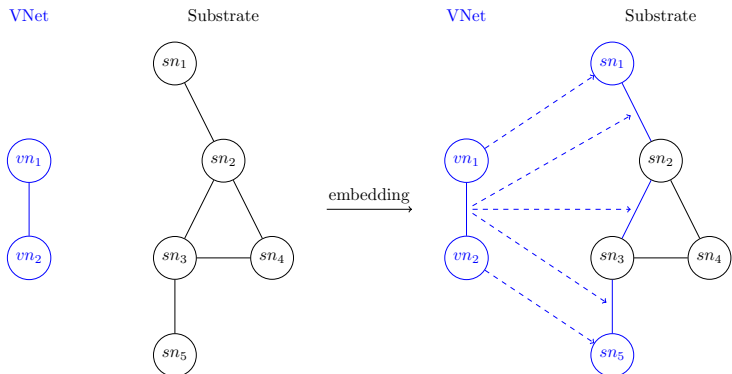 VNet
Substrate
VNet
Substrate
sn₁
sn₁
vn₁
sn₂
vn₁
sn₂
embedding
vn₂
sn₃
sn₄
vn₂
sn₃
sn₄
sn₅
sn₅